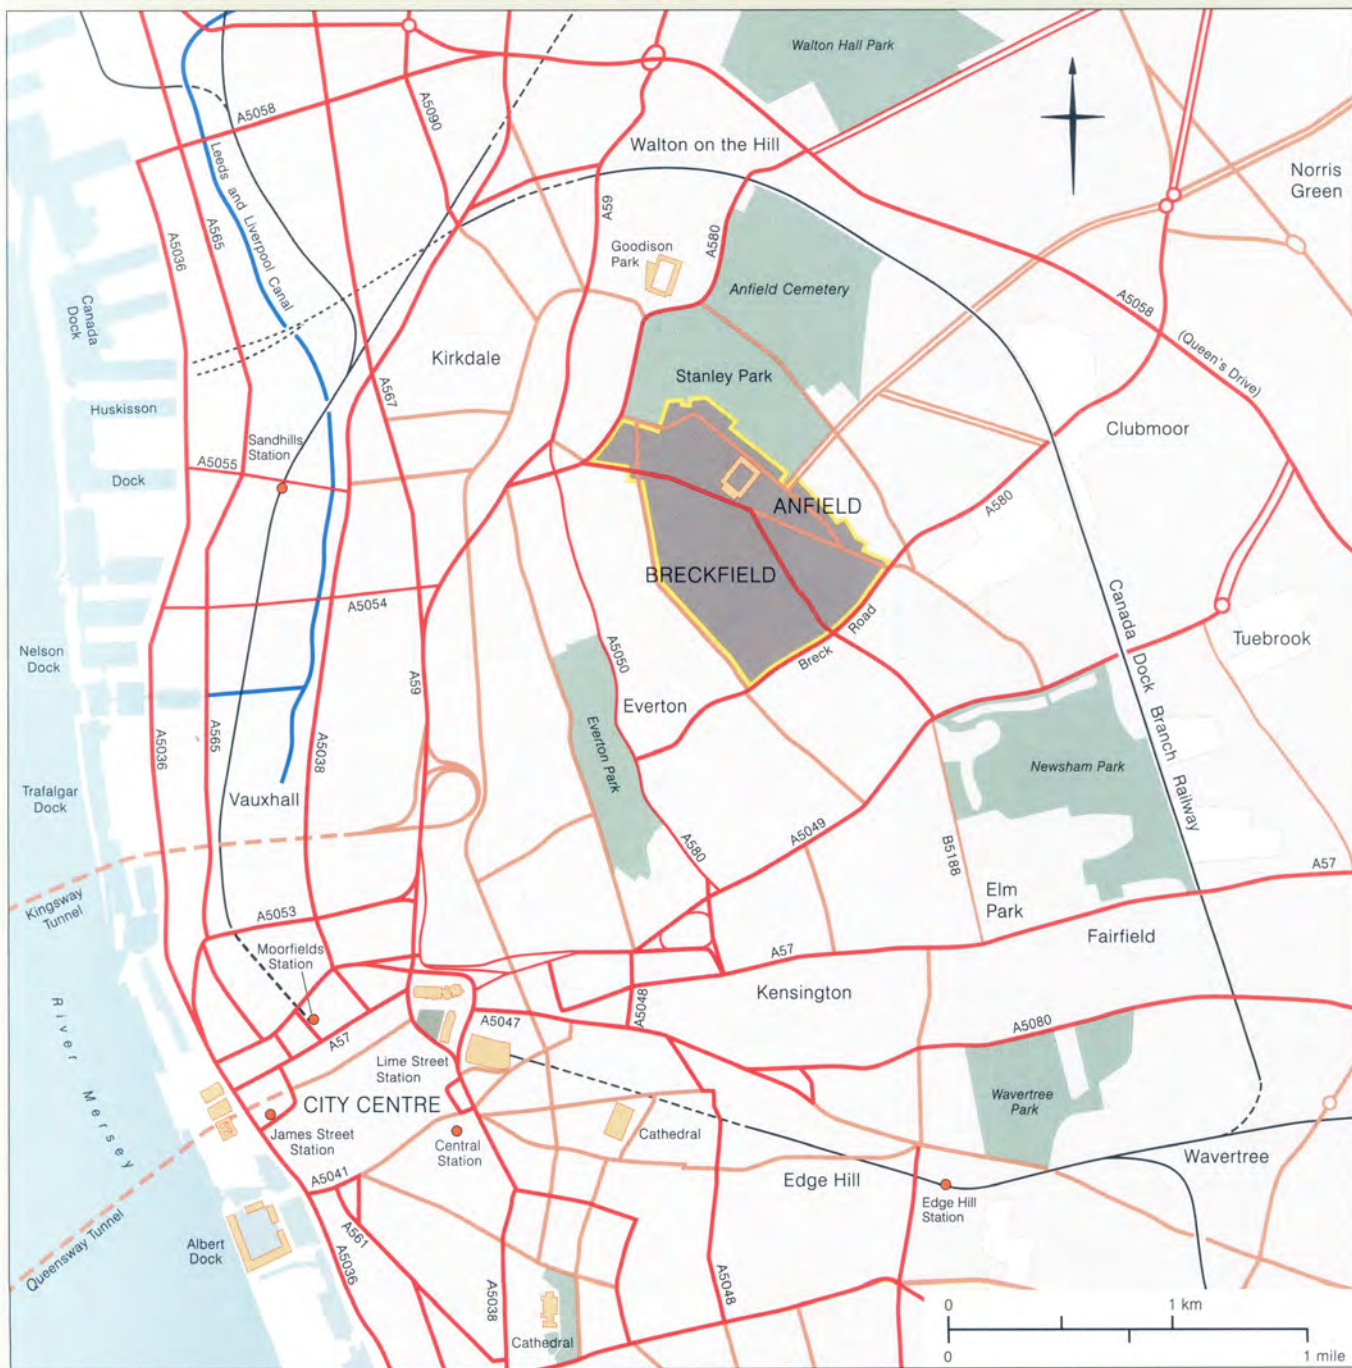 Walton Hall Park
A5058
A5090
Walton on the Hill
Norris
Green
Leeds and Liverpool Canal
A59
A580
A565
A5036
Goodison
Park
Anfield Cemetery
A5058
(Queen's Drive)
Canada
Dock
Kirkdale
Stanley Park
A567
Huskisson
Dock
Sandhills
Station
A5055
Clubmoor
A580
ANFIELD
BRECKFIELD
A5054
Breck Road
Canada Dock Branch Railway
Tuebrook
Nelson
Dock
A59
A5050
Everton
Everton Park
A5036
A565
A5038
Newsham Park
Trafalgar
Dock
Vauxhall
A580
A5049
B5188
A57
Elm
Park
Kingsway
Tunnel
A5053
Moorfields
Station
Fairfield
A57
Kensington
River Mersey
A57
A5047
A5048
A5080
Lime Street
Station
CITY CENTRE
Wavertree
Park
James Street
Station
Central
Station
Cathedral
A5041
Edge Hill
Wavertree
Edge Hill
Station
Queensway Tunnel
Albert
Dock
A561
A5036
A5038
A5048
Cathedral
0 1 km
0 1 mile